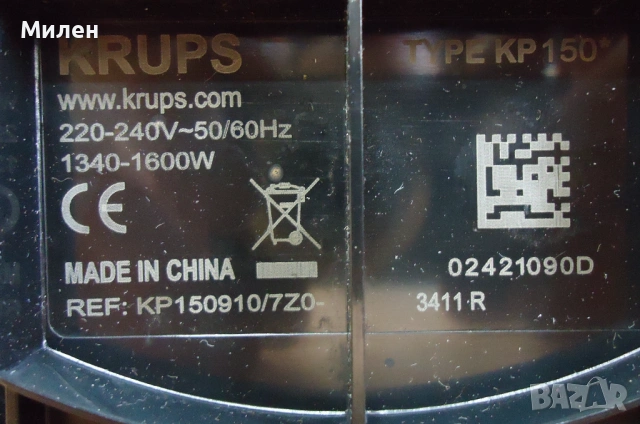 Милен
KRUPS
www.krups.com
220-240V~50/60Hz
1340-1600W
CE
MADE IN CHINA
REF: KP150910/7Z0-
TYPE KP150*
02421090D
3411 R
BAZAR